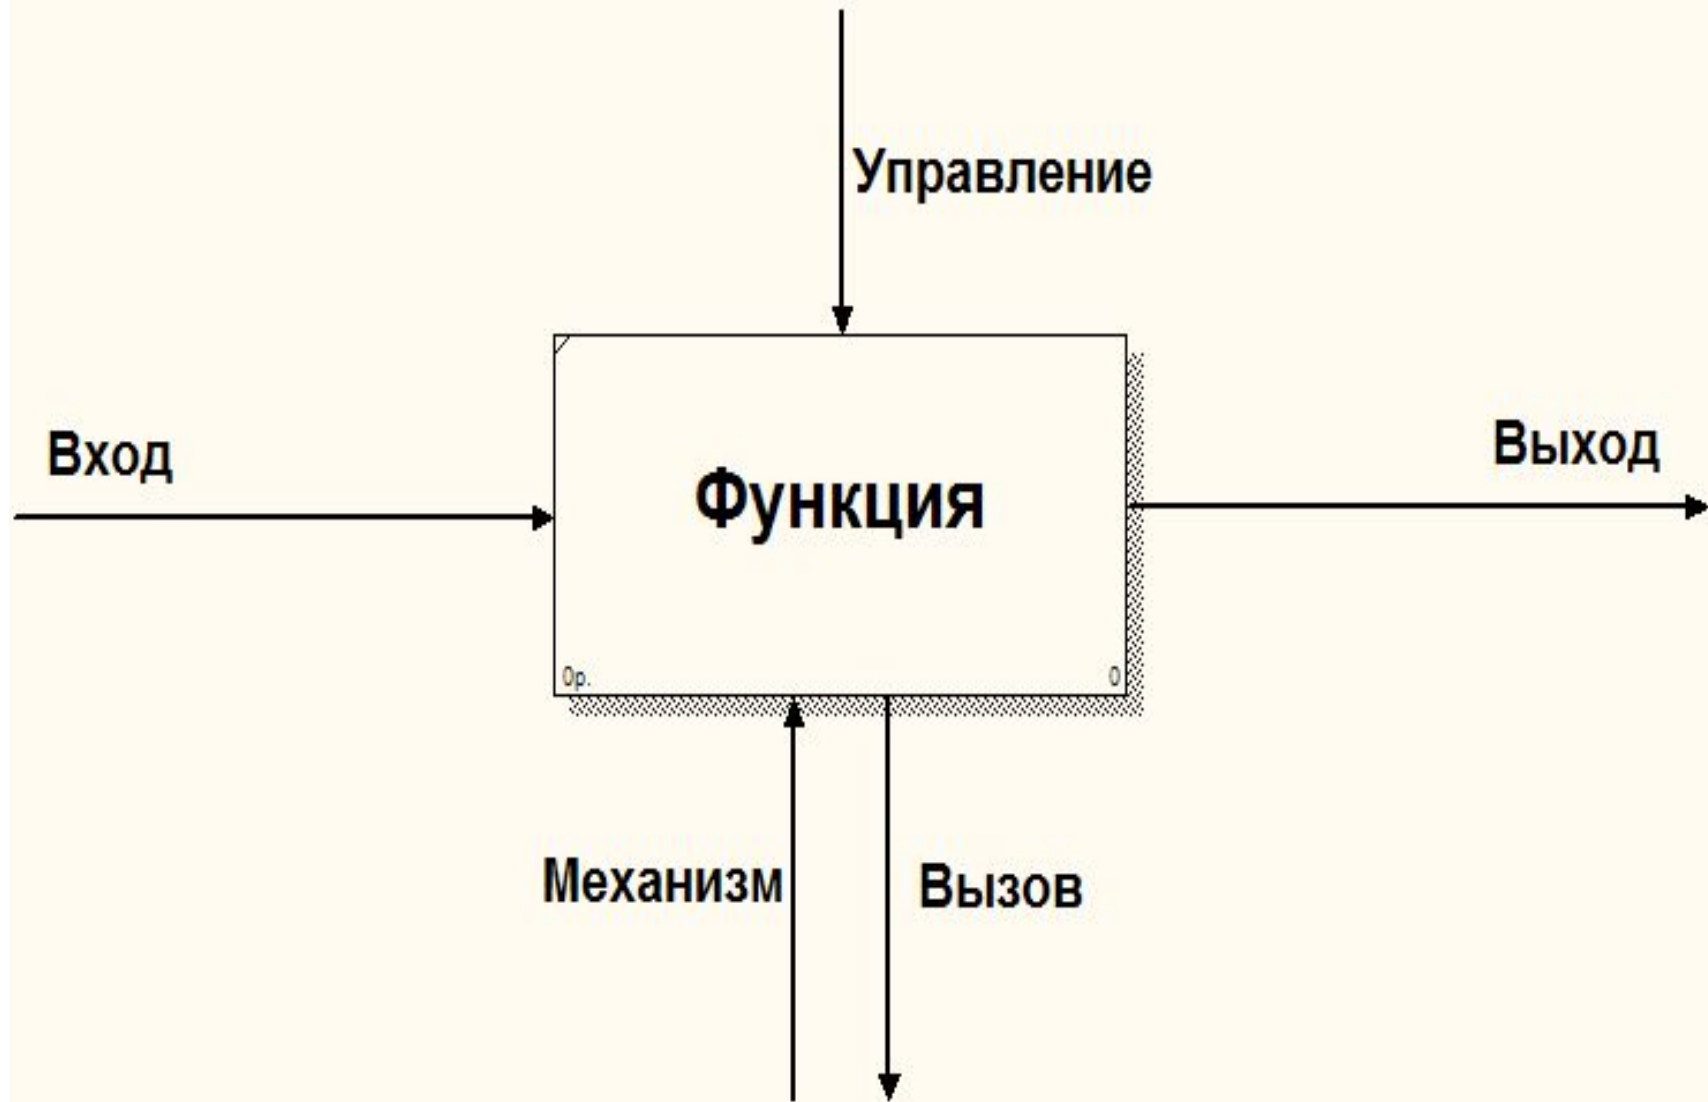 Управление
Вход
Выход
Функция
0р.
0
Механизм
Вызов